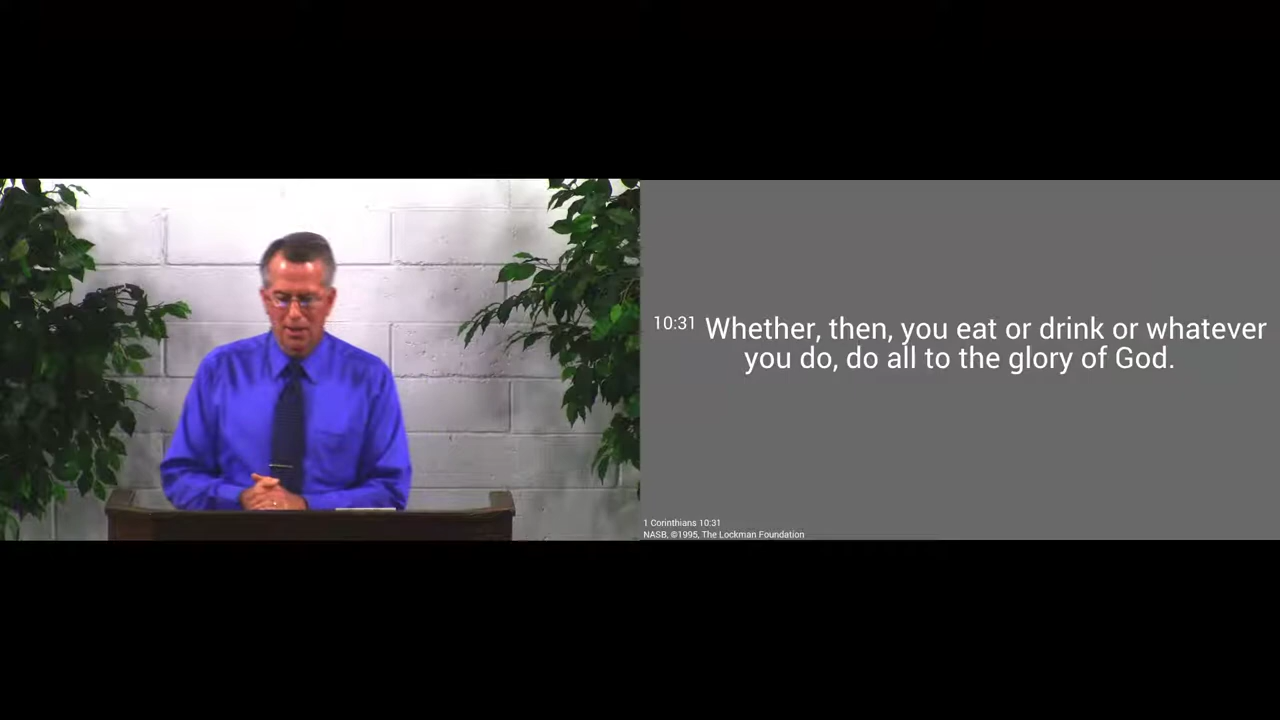 10:31 Whether, then, you eat or drink or whatever
you do, do all to the glory of God.
1 Corinthians 10:31
NASB, ©1995, The Lockman Foundation